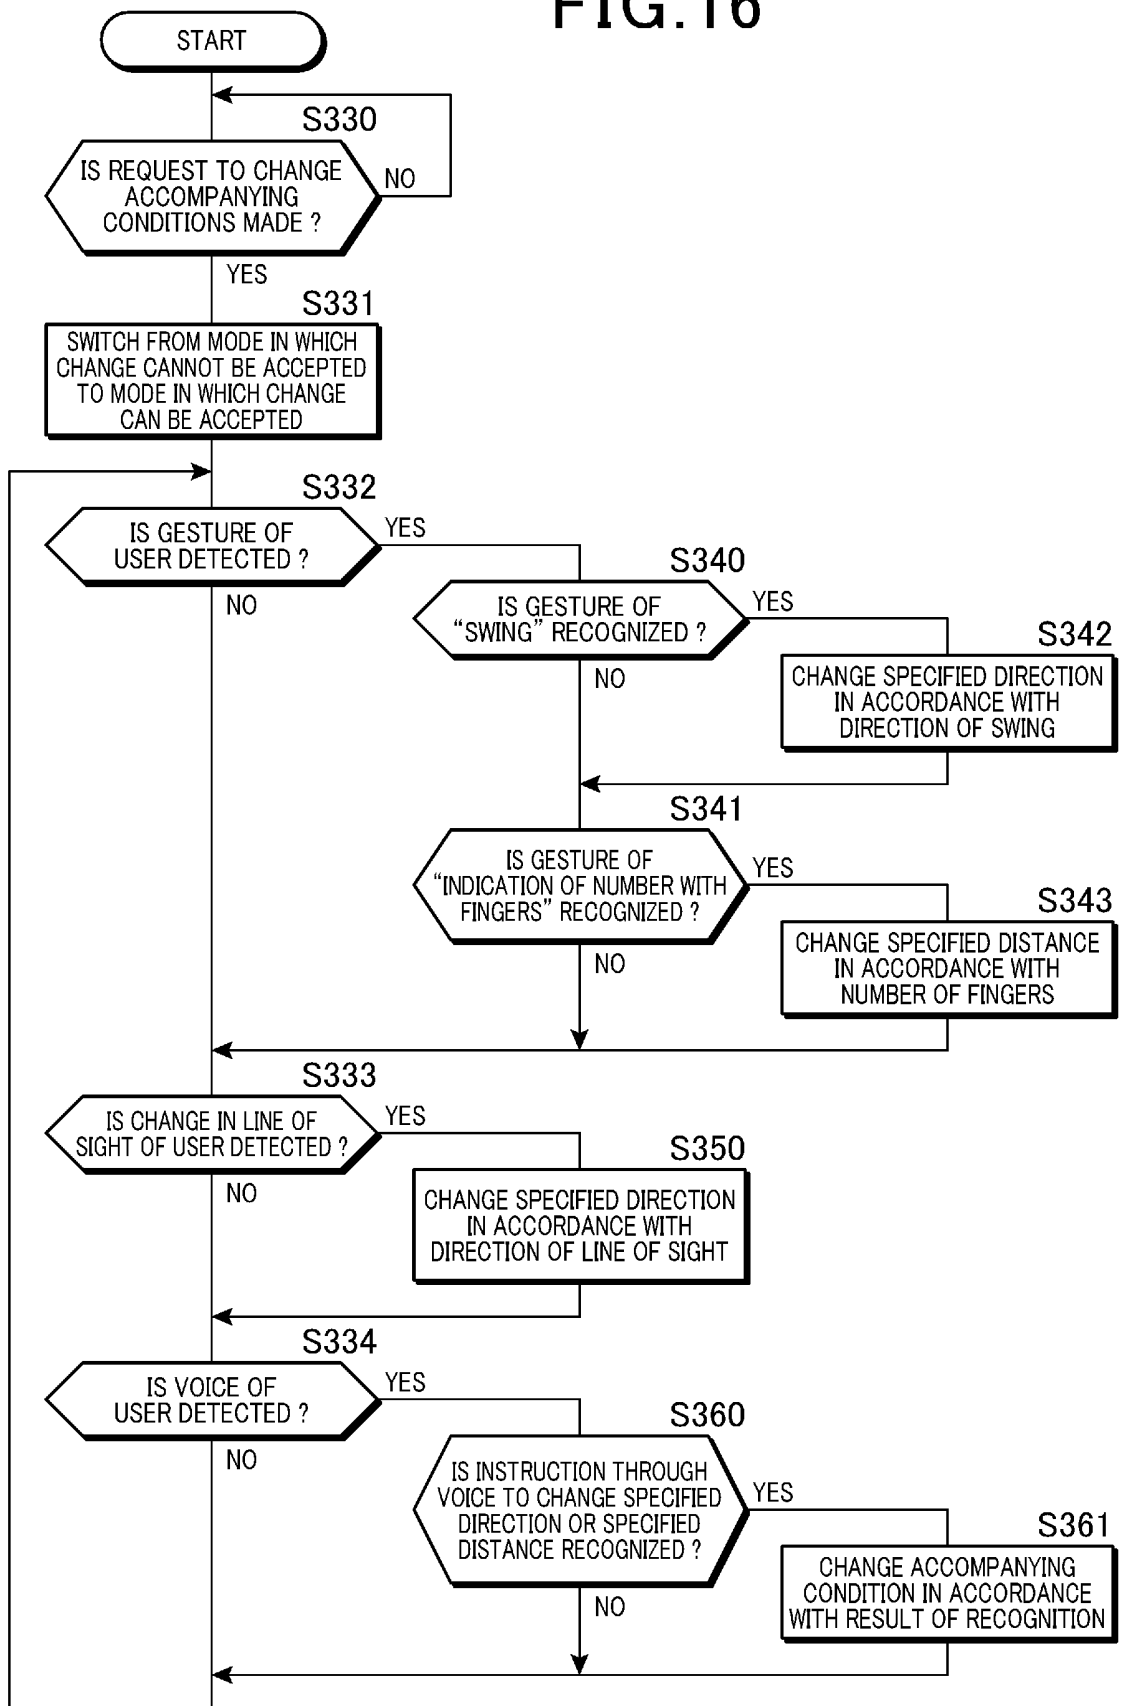 FIG.16
START
S330
IS REQUEST TO CHANGE
ACCOMPANYING
CONDITIONS MADE ?
NO
YES
S331
SWITCH FROM MODE IN WHICH
CHANGE CANNOT BE ACCEPTED
TO MODE IN WHICH CHANGE
CAN BE ACCEPTED
S332
IS GESTURE OF
USER DETECTED ?
YES
NO
S340
IS GESTURE OF
“SWING” RECOGNIZED ?
YES
NO
S342
CHANGE SPECIFIED DIRECTION
IN ACCORDANCE WITH
DIRECTION OF SWING
S341
IS GESTURE OF
“INDICATION OF NUMBER WITH
FINGERS” RECOGNIZED ?
YES
NO
S343
CHANGE SPECIFIED DISTANCE
IN ACCORDANCE WITH
NUMBER OF FINGERS
S333
IS CHANGE IN LINE OF
SIGHT OF USER DETECTED ?
YES
NO
S350
CHANGE SPECIFIED DIRECTION
IN ACCORDANCE WITH
DIRECTION OF LINE OF SIGHT
S334
IS VOICE OF
USER DETECTED ?
YES
NO
S360
IS INSTRUCTION THROUGH
VOICE TO CHANGE SPECIFIED
DIRECTION OR SPECIFIED
DISTANCE RECOGNIZED ?
YES
NO
S361
CHANGE ACCOMPANYING
CONDITION IN ACCORDANCE
WITH RESULT OF RECOGNITION